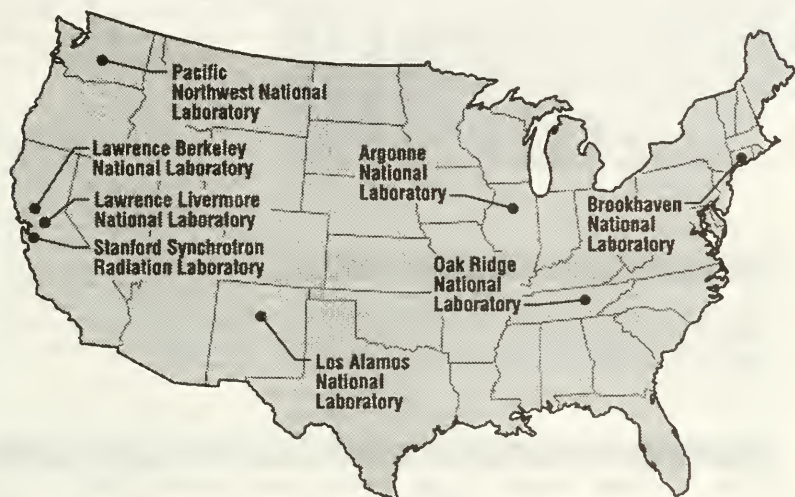 Pacific
Northwest National
Laboratory
Lawrence Berkeley
National Laboratory
Lawrence Livermore
National Laboratory
Stanford Synchrotron
Radiation Laboratory
Argonne
National
Laboratory
Brookhaven
National
Laboratory
Oak Ridge
National
Laboratory
Los Alamos
National
Laboratory